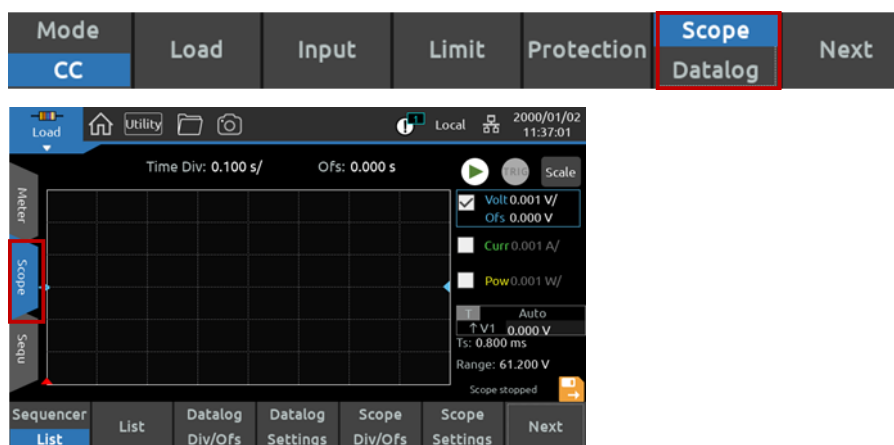 Mode
CC
Load
Input
Limit
Protection
Scope
Datalog
Next
Load
Utility
1
Local
2000/01/02
11:37:01
Time Div: 0.100 s/
Ofs: 0.000 s
TRIG
Scale
Meter
Scope
Sequ
Volt 0.001 V/
Ofs 0.000 V
Curr 0.001 A/
Pow 0.001 W/
T Auto
↑ V1 0.000 V
Ts: 0.800 ms
Range: 61.200 V
Scope stopped
Sequencer
List
List
Datalog
Div/Ofs
Datalog
Settings
Scope
Div/Ofs
Scope
Settings
Next